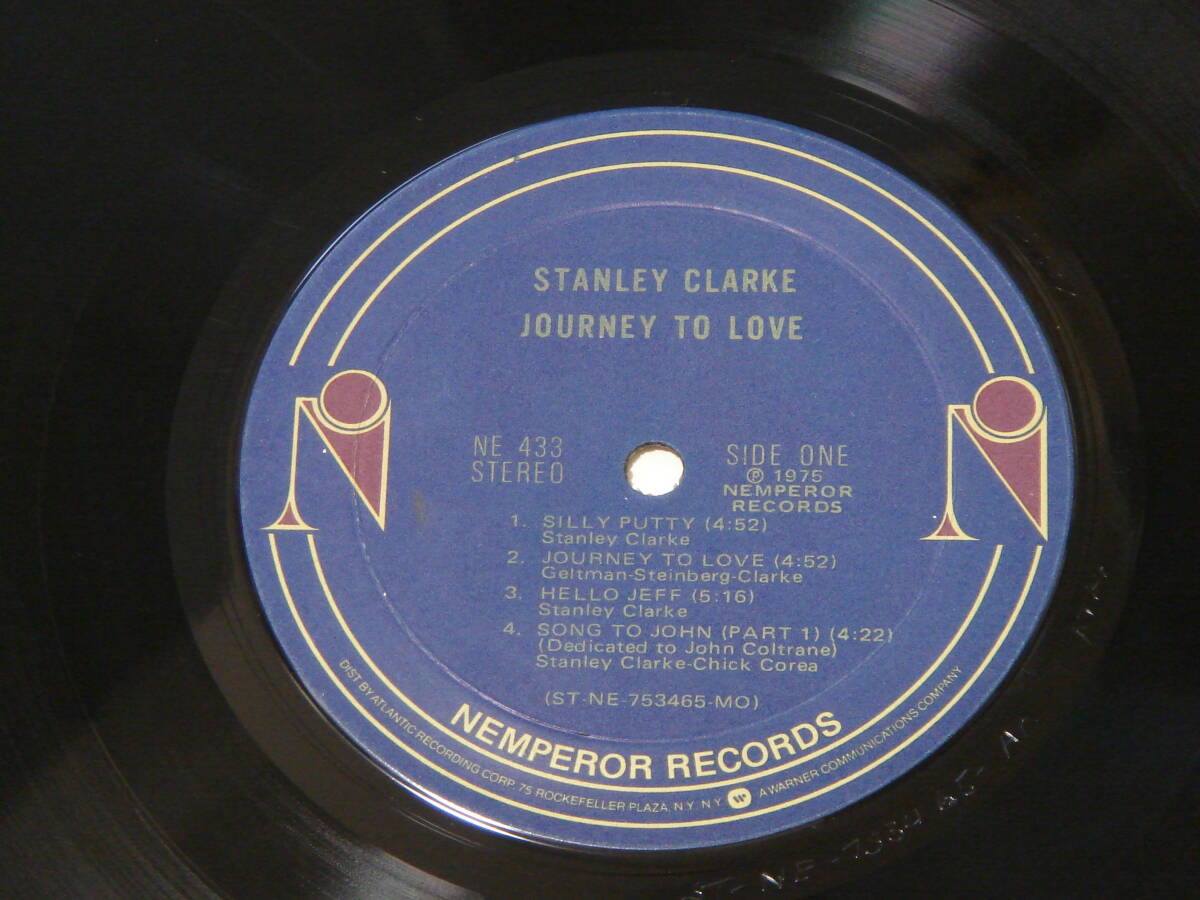 STANLEY CLARKE
JOURNEY TO LOVE
NE 433
STEREO
SIDE ONE
℗ 1975
NEMPEROR
RECORDS
1. SILLY PUTTY (4:52)
Stanley Clarke
2. JOURNEY TO LOVE (4:52)
Geltman-Steinberg-Clarke
3. HELLO JEFF (5:16)
Stanley Clarke
4. SONG TO JOHN (PART 1) (4:22)
(Dedicated to John Coltrane)
Stanley Clarke-Chick Corea
(ST-NE-753465-MO)
NEMPEROR RECORDS
DIST BY ATLANTIC RECORDING CORP. 75 ROCKEFELLER PLAZA, N.Y. N.Y. A WARNER COMMUNICATIONS COMPANY